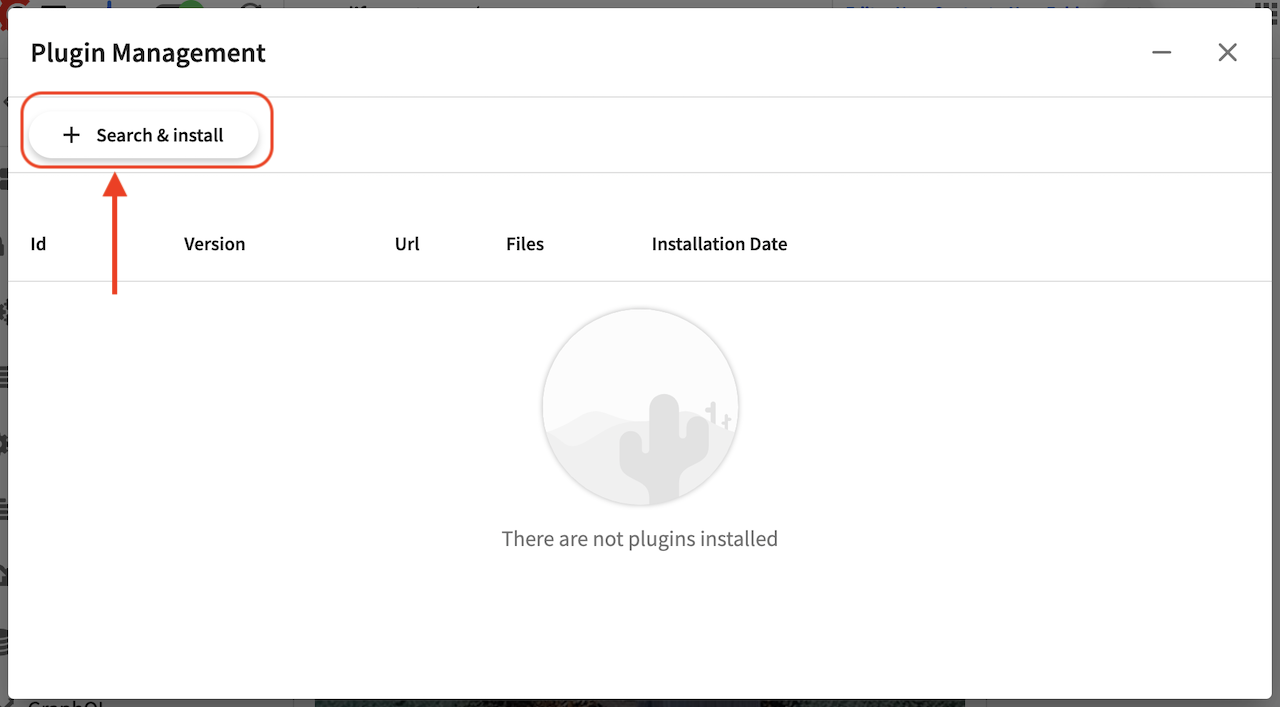 Plugin Management
Search & install
Id Version Url Files Installation Date
There are not plugins installed